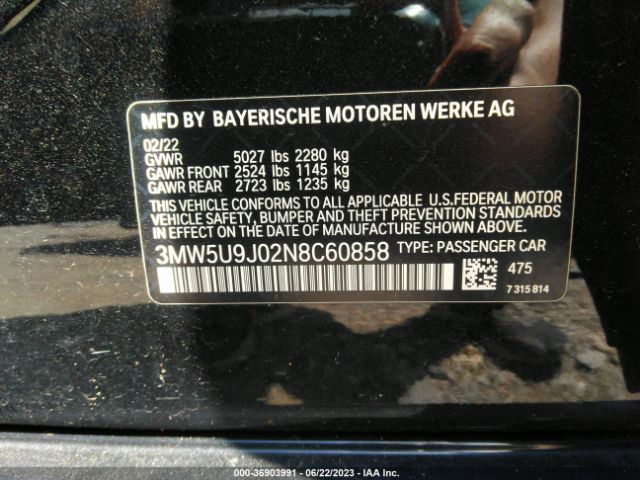 MFD BY BAYERISCHE MOTOREN WERKE AG
02/22
GVWR 5027 lbs 2280 kg
GAWR FRONT 2524 lbs 1145 kg
GAWR REAR 2723 lbs 1235 kg
THIS VEHICLE CONFORMS TO ALL APPLICABLE U.S.FEDERAL MOTOR
VEHICLE SAFETY, BUMPER AND THEFT PREVENTION STANDARDS
IN EFFECT ON THE DATE OF MANUFACTURE SHOWN ABOVE.
3MW5U9J02N8C60858 TYPE: PASSENGER CAR
475
7 315 814
000-36903991 - 06/22/2023 - IAA Inc.